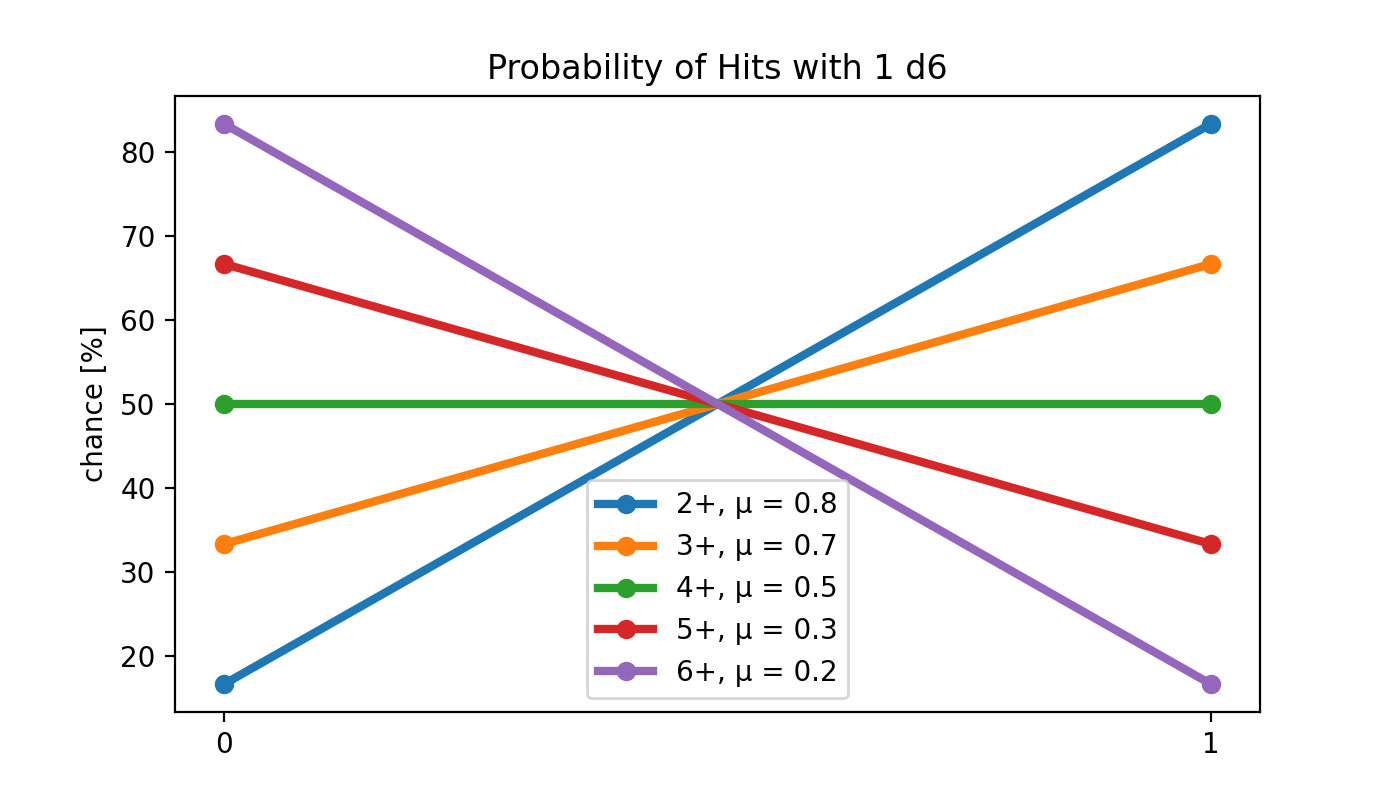 Probability of Hits with 1 d6
chance [%]
80
70
60
50
40
30
20
2+, μ = 0.8
3+, μ = 0.7
4+, μ = 0.5
5+, μ = 0.3
6+, μ = 0.2
0
1